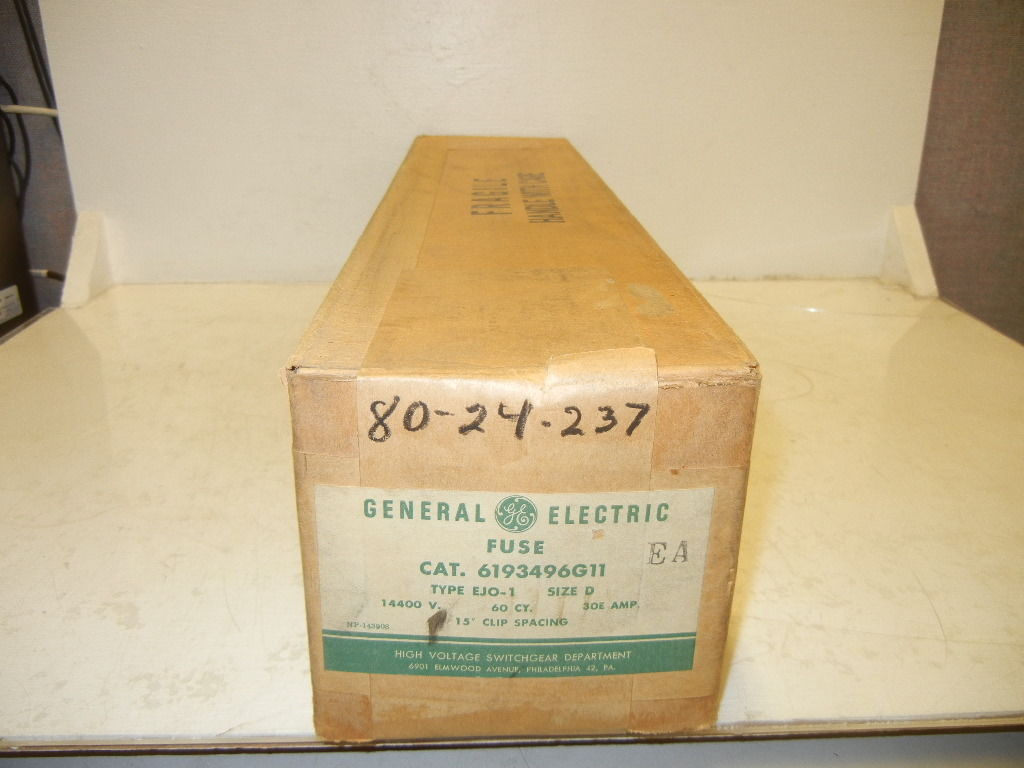 FRAGILE
HANDLE WITH CARE
80-24-237
GENERAL GE ELECTRIC
FUSE
EA
CAT. 6193496G11
TYPE EJO-1 SIZE D
14400 V. 60 CY. 30E AMP.
15" CLIP SPACING
NP-143908
HIGH VOLTAGE SWITCHGEAR DEPARTMENT
6901 ELMWOOD AVENUE, PHILADELPHIA 42, PA.